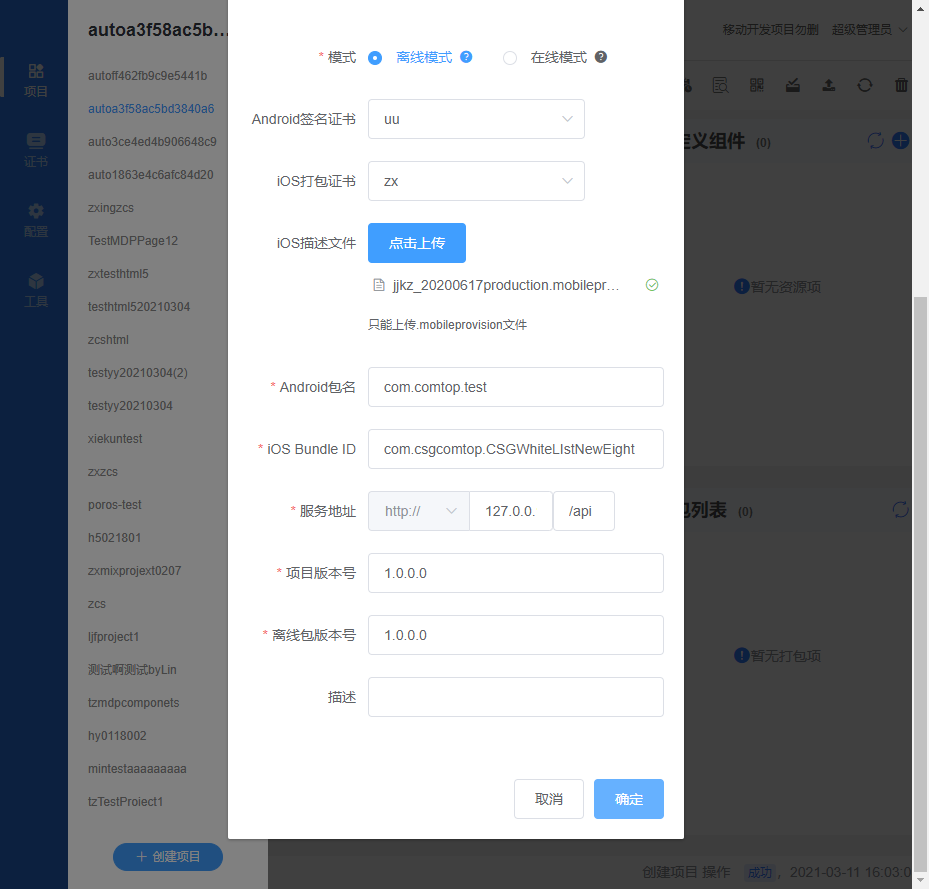 autoa3f58ac5b...
项目
证书
配置
工具
autoff462fb9c9e5441b
autoa3f58ac5bd3840a6
auto3ce4ed4b906648c9
auto1863e4c6afc84d20
zxingzcs
TestMDPPage12
zxtesthtml5
testhtml520210304
zcshtml
testyy20210304(2)
testyy20210304
xiekuntest
zxzcs
poros-test
h5021801
zxmixprojext0207
zcs
ljfproject1
测试啊测试byLin
tzmdpcomponets
hy0118002
mintestaaaaaaaaa
tzTestProject1
+ 创建项目
* 模式 离线模式 ? 在线模式 ?
Android签名证书 uu
iOS打包证书 zx
iOS描述文件 点击上传
jjkz_20200617production.mobilepr...
只能上传.mobileprovision文件
* Android包名 com.comtop.test
* iOS Bundle ID com.csgcomtop.CSGWhiteLIstNewEight
* 服务地址 http:// 127.0.0. /api
* 项目版本号 1.0.0.0
* 离线包版本号 1.0.0.0
描述
取消 确定
移动开发项目勿删 超级管理员
定义组件 (0)
暂无资源项
包列表 (0)
暂无打包项
创建项目 操作 成功 , 2021-03-11 16:03:0